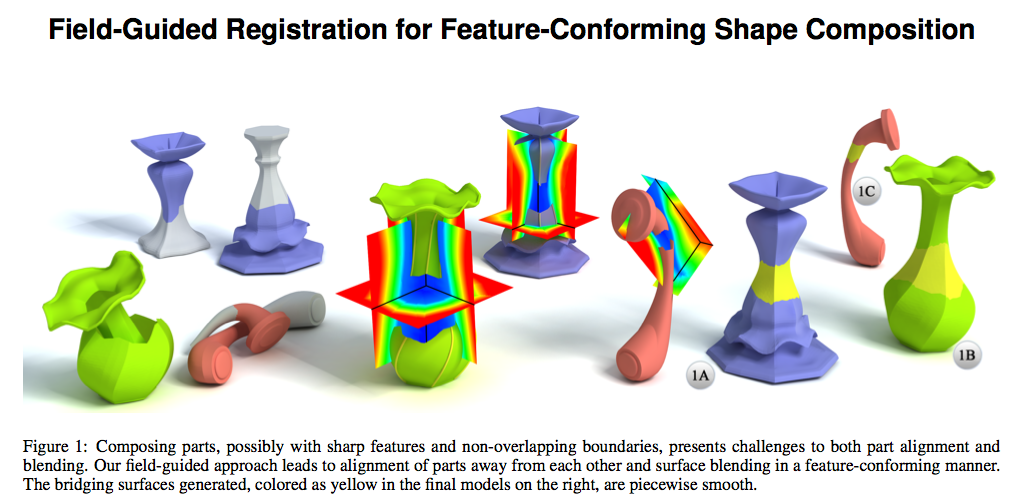 Field-Guided Registration for Feature-Conforming Shape Composition
1C
1B
1A
Figure 1: Composing parts, possibly with sharp features and non-overlapping boundaries, presents challenges to both part alignment and
blending. Our field-guided approach leads to alignment of parts away from each other and surface blending in a feature-conforming manner.
The bridging surfaces generated, colored as yellow in the final models on the right, are piecewise smooth.